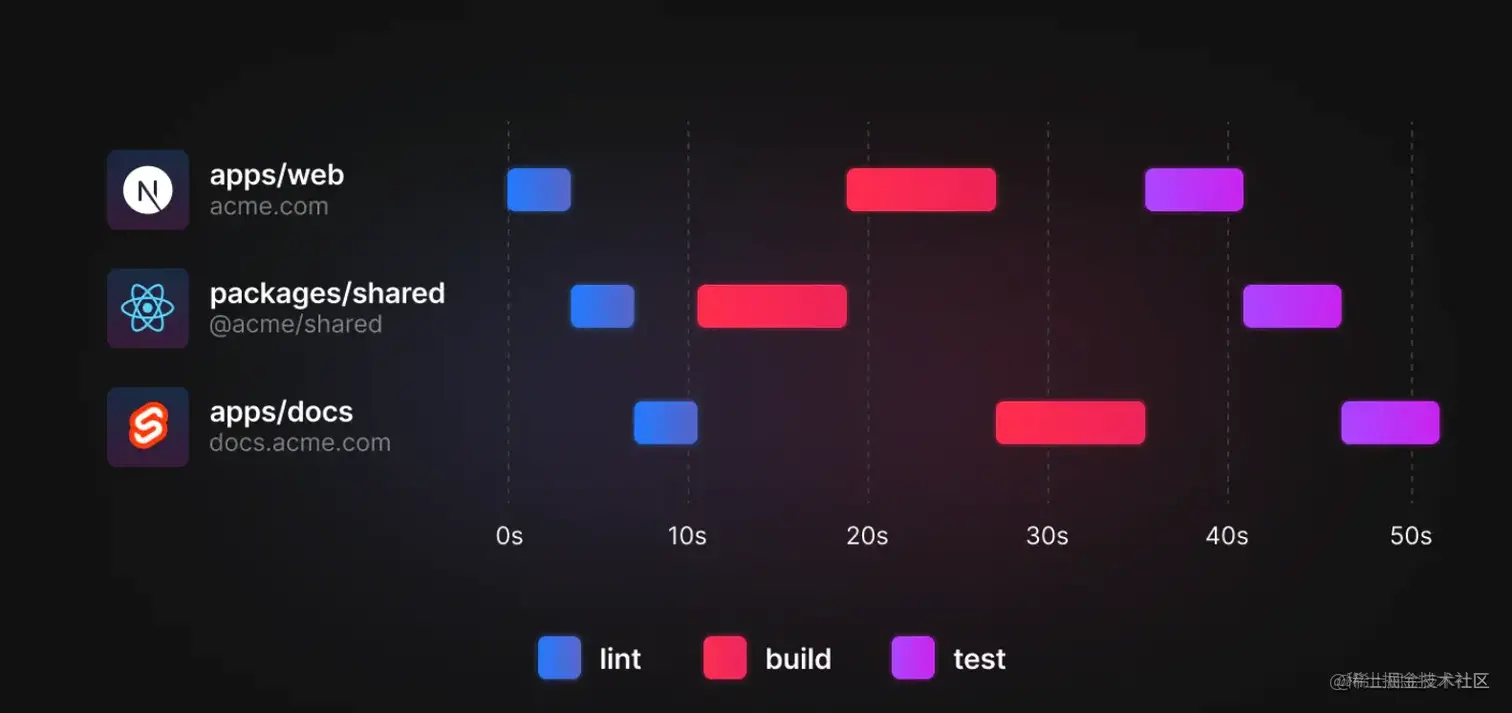 apps/web
acme.com
packages/shared
@acme/shared
apps/docs
docs.acme.com
0s 10s 20s 30s 40s 50s
lint build test
@稀土掘金技术社区